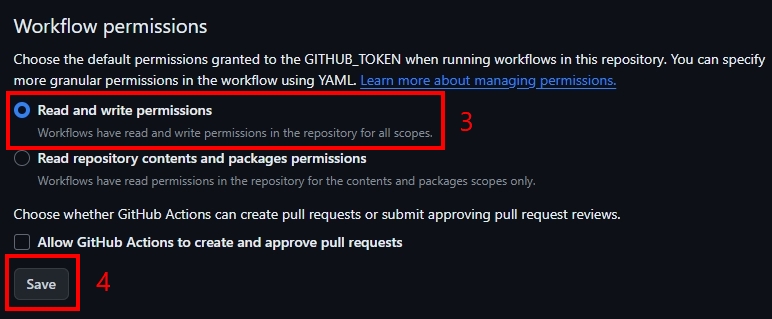 Workflow permissions
Choose the default permissions granted to the GITHUB_TOKEN when running workflows in this repository. You can specify
more granular permissions in the workflow using YAML. Learn more about managing permissions.
Read and write permissions
Workflows have read and write permissions in the repository for all scopes.
3
Read repository contents and packages permissions
Workflows have read permissions in the repository for the contents and packages scopes only.
Choose whether GitHub Actions can create pull requests or submit approving pull request reviews.
Allow GitHub Actions to create and approve pull requests
Save
4